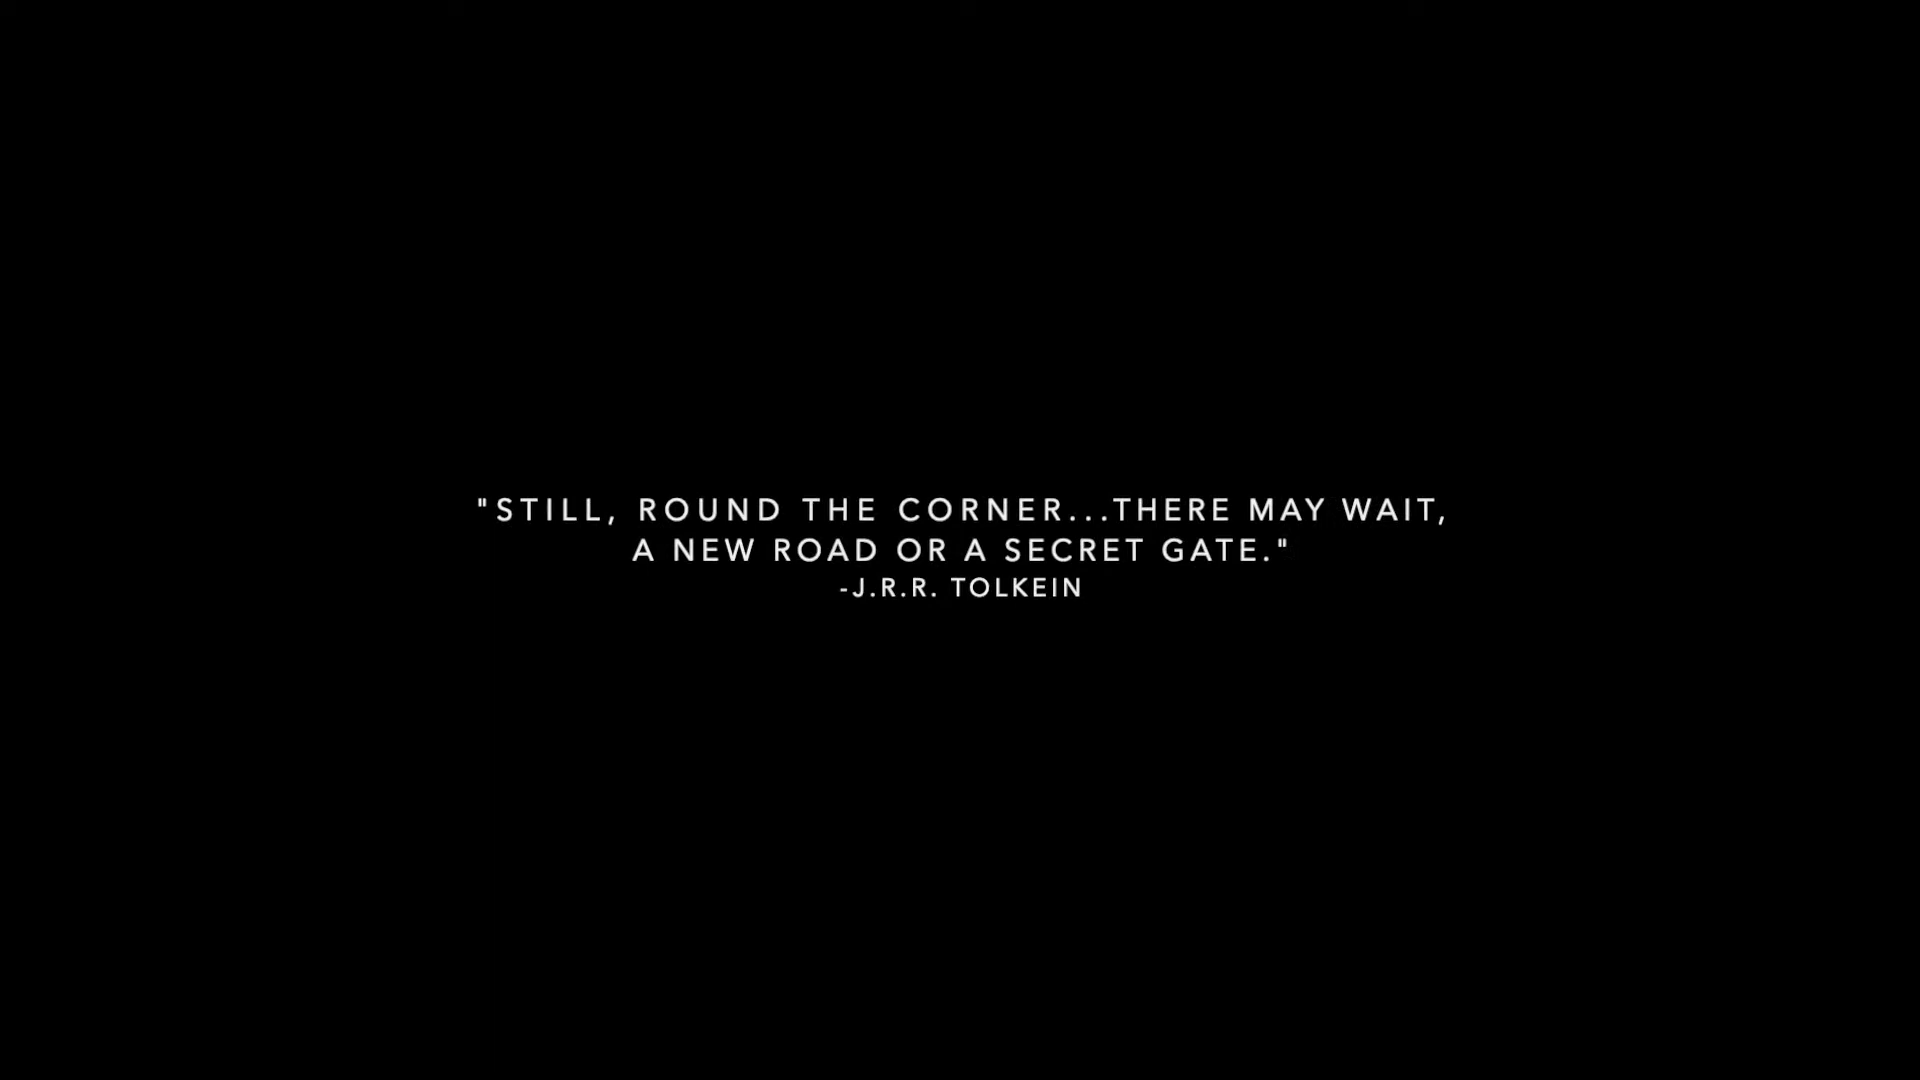 "STILL, ROUND THE CORNER...THERE MAY WAIT,
A NEW ROAD OR A SECRET GATE."
-J.R.R. TOLKEIN